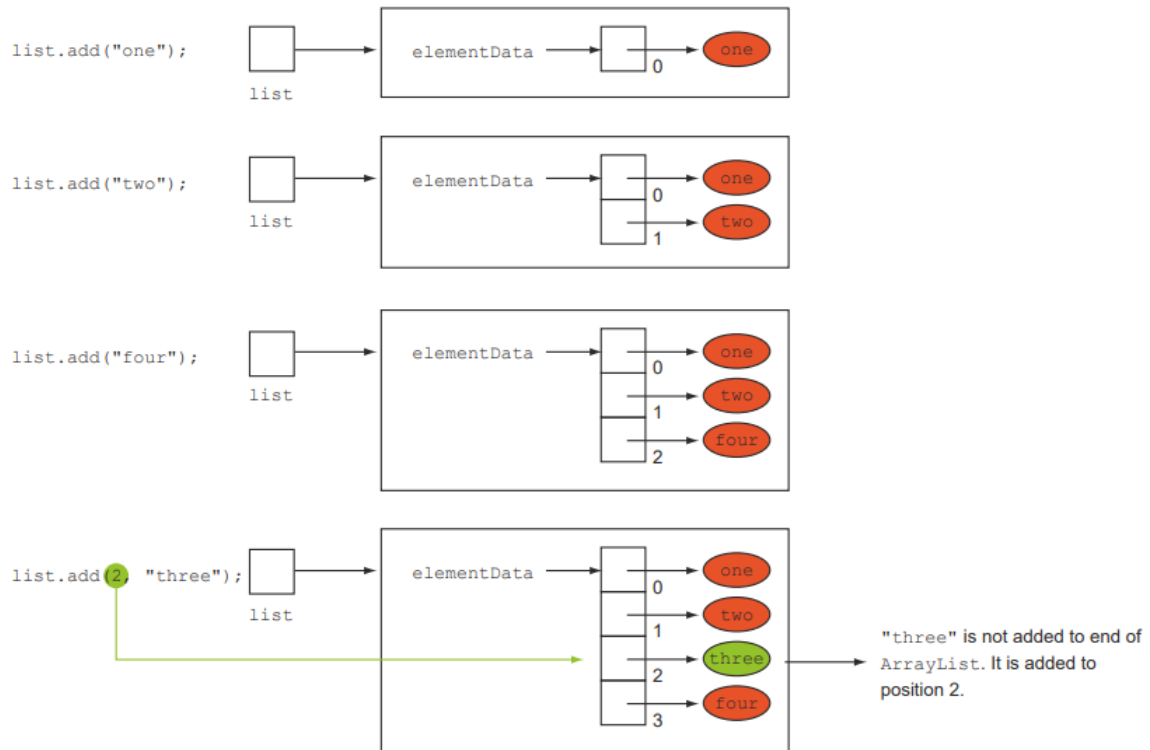 list.add("one");
list
elementData
0
one
list.add("two");
list
elementData
0
one
1
two
list.add("four");
list
elementData
0
one
1
two
2
four
list.add(2, "three");
list
elementData
0
one
1
two
2
three
3
four
"three" is not added to end of
ArrayList. It is added to
position 2.